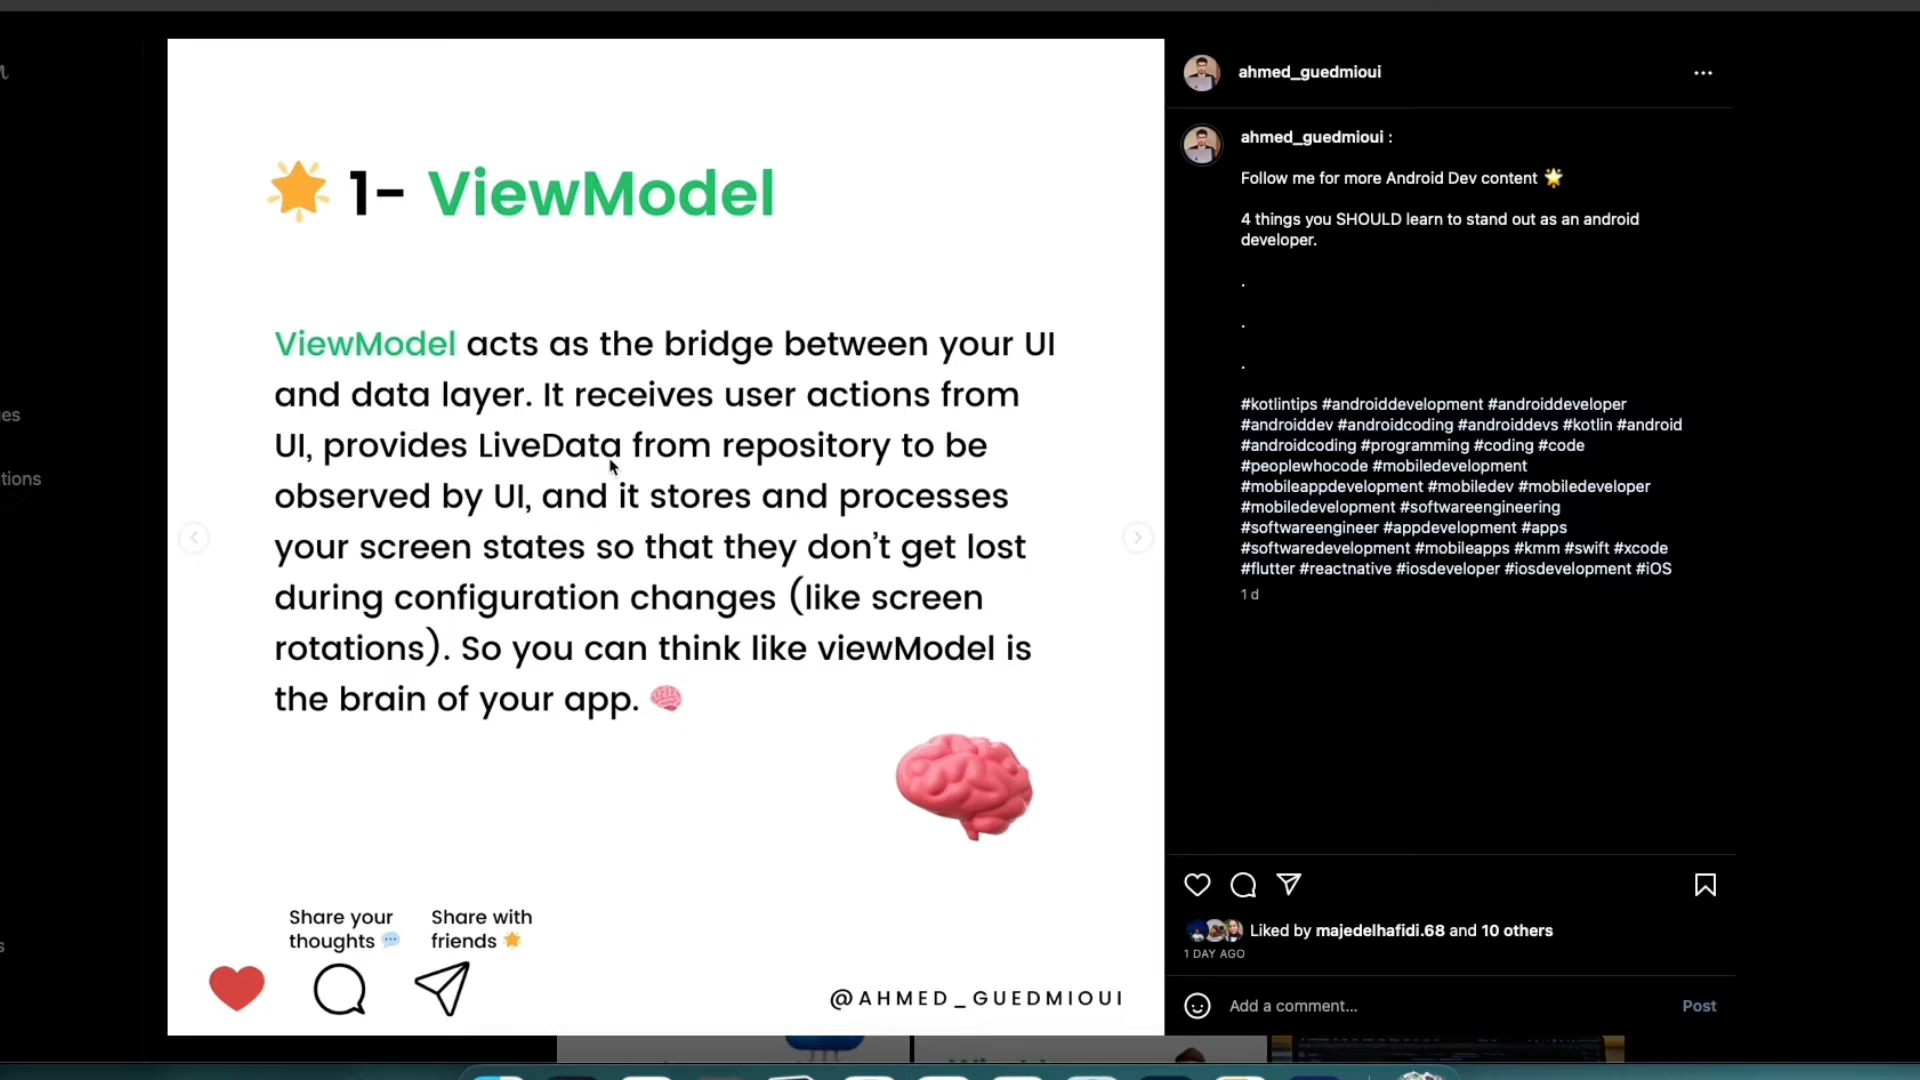 1- ViewModel
ViewModel acts as the bridge between your UI
and data layer. It receives user actions from
UI, provides LiveData from repository to be
observed by UI, and it stores and processes
your screen states so that they don't get lost
during configuration changes (like screen
rotations). So you can think like viewModel is
the brain of your app.
Share your
thoughts
Share with
friends
@AHMED_GUEDMIOUI
ahmed_guedmioui
ahmed_guedmioui :
Follow me for more Android Dev content
4 things you SHOULD learn to stand out as an android
developer.
.
.
.
#kotlintips #androiddevelopment #androiddeveloper
#androiddev #androidcoding #androiddevs #kotlin #android
#androidcoding #programming #coding #code
#peoplewhocode #mobiledevelopment
#mobileappdevelopment #mobiledev #mobiledeveloper
#mobiledevelopment #softwareengineering
#softwareengineer #appdevelopment #apps
#softwaredevelopment #mobileapps #kmm #swift #xcode
#flutter #reactnative #iosdeveloper #iosdevelopment #iOS
1 d
Liked by majedelhafidi.68 and 10 others
1 DAY AGO
Add a comment...
Post